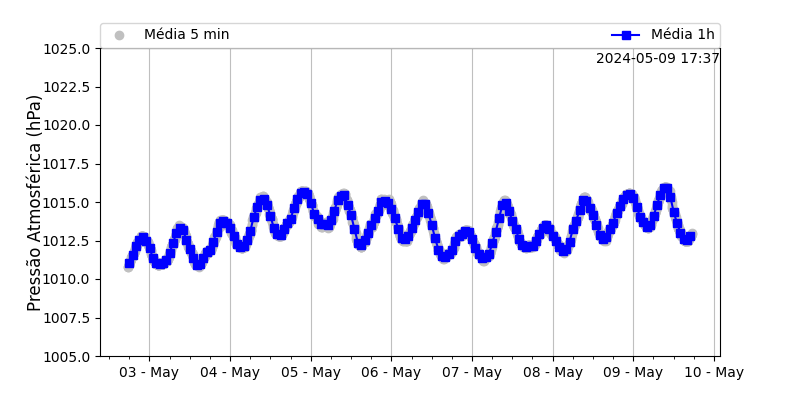 Média 5 min
Média 1h
2024-05-09 17:37
Pressão Atmosférica (hPa)
1025.0
1022.5
1020.0
1017.5
1015.0
1012.5
1010.0
1007.5
1005.0
03 - May
04 - May
05 - May
06 - May
07 - May
08 - May
09 - May
10 - May